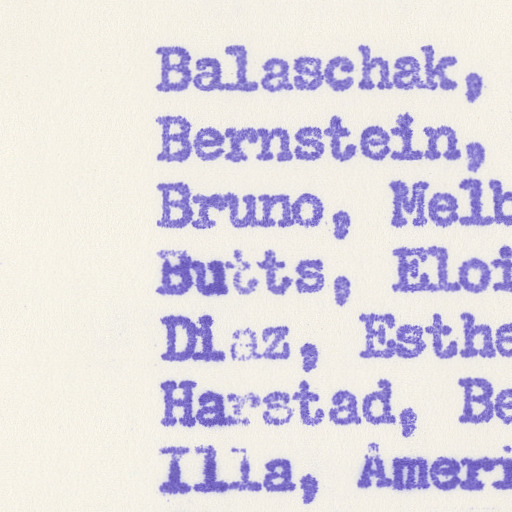 Balaschak,
Bernstein,
Bruno, Melb
Butts, Eloi
Diaz, Esthe
Harstad, Be
Illa, Ameri